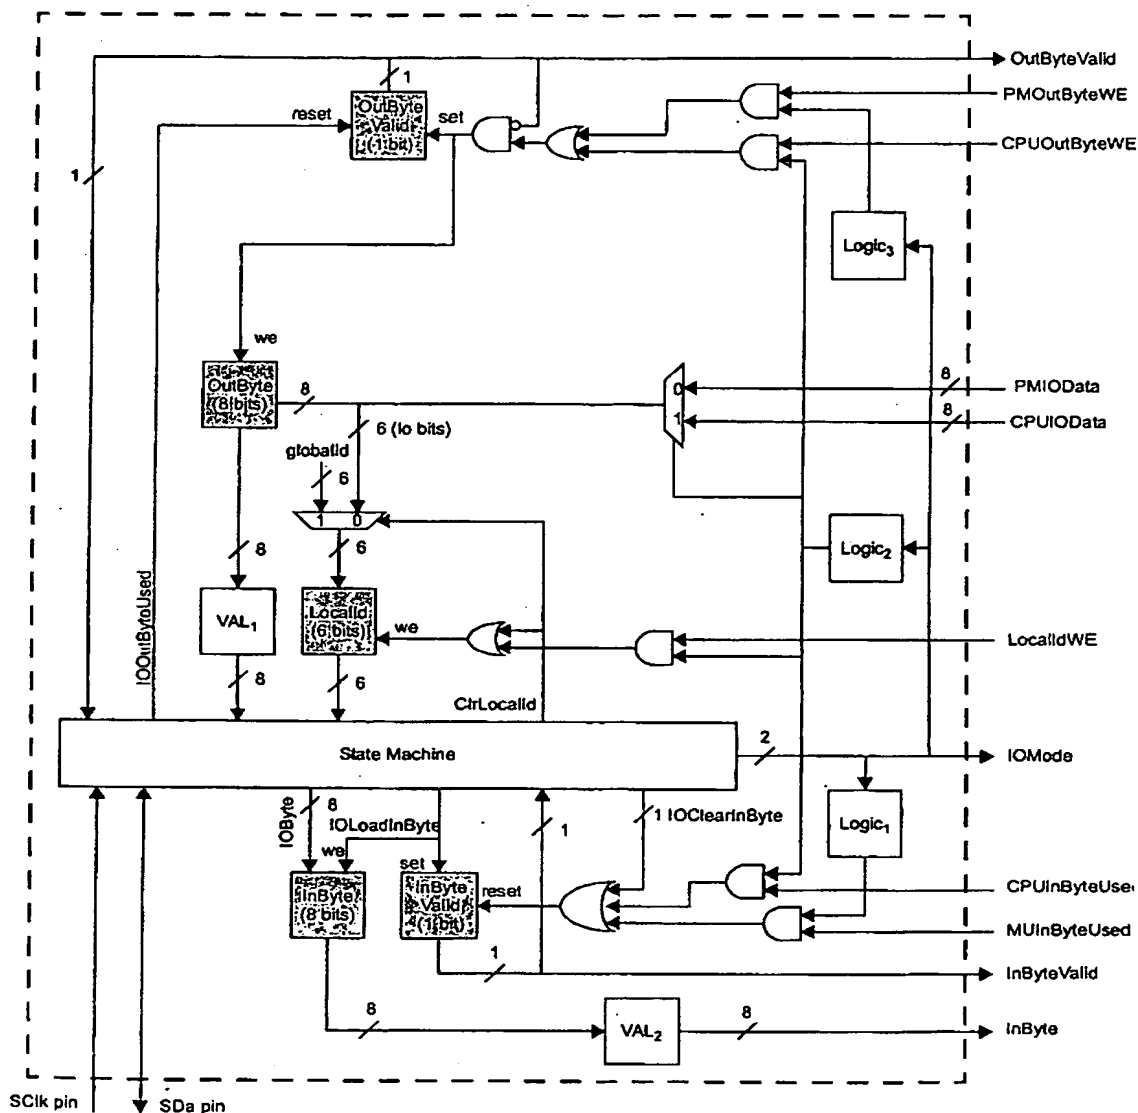 OutByteValid
1
OutByte
Valid
(1 bit)
reset
set
PMOutByteWE
CPUOutByteWE
1
Logic3
we
OutByte
(8 bits)
8
0
8
PMIOData
1
8
CPUIOData
6 (lo bits)
globalId
6
1 0
8
6
Logic2
IOOutByteUsed
VAL1
LocalId
(6 bits)
we
LocalIdWE
8
6
ClrLocalId
State Machine
2
IOMode
IOByte
8
IOLoadInByte
1
1 IOClearInByte
Logic1
we
set
InByte
(8 bits)
InByte
Valid
(1 bit)
reset
CPUInByteUsed
MUInByteUsed
1
InByteValid
8
VAL2
8
InByte
SClk pin
SDa pin